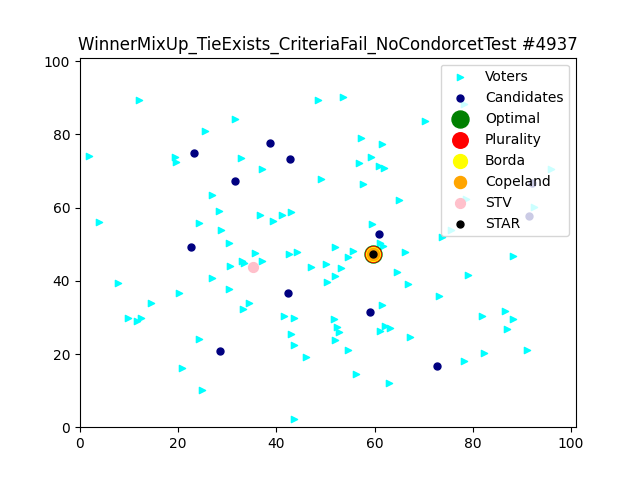 WinnerMixUp_TieExists_CriteriaFail_NoCondorcetTest #4937
100
80
60
40
20
0
0
20
40
60
80
100
Voters
Candidates
Optimal
Plurality
Borda
Copeland
STV
STAR